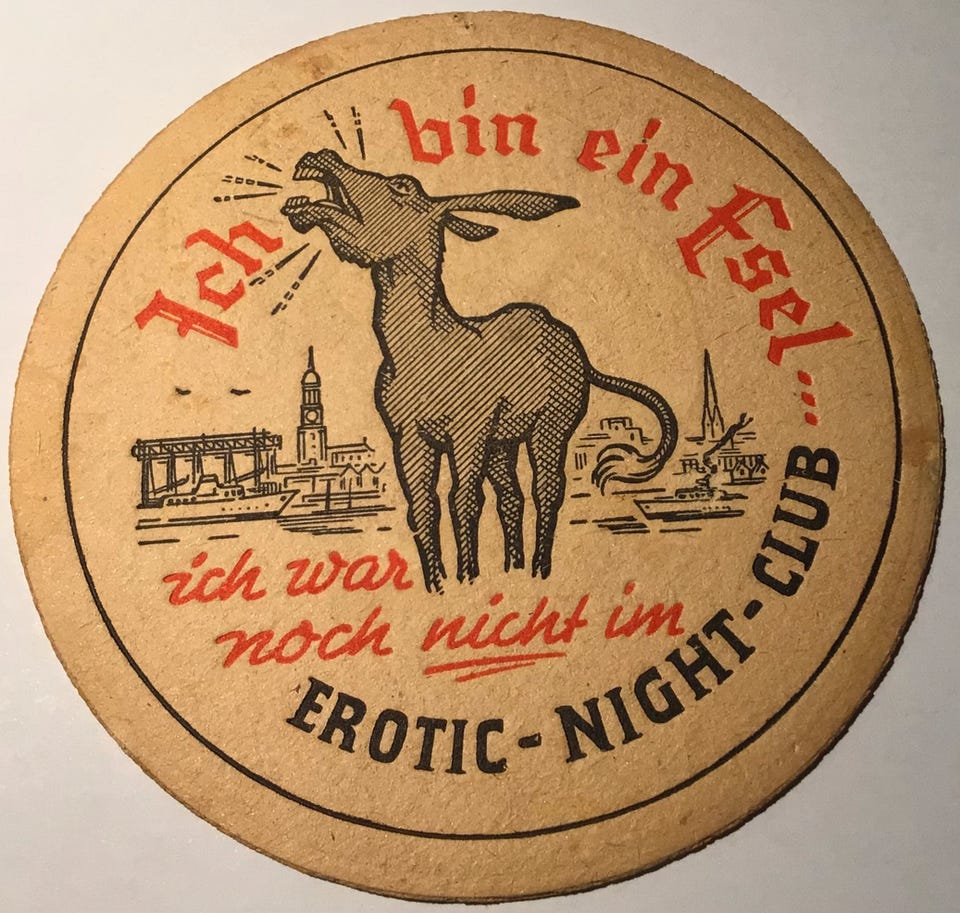 Ich bin ein Esel...
ich war
noch nicht im
EROTIC-NIGHT-CLUB